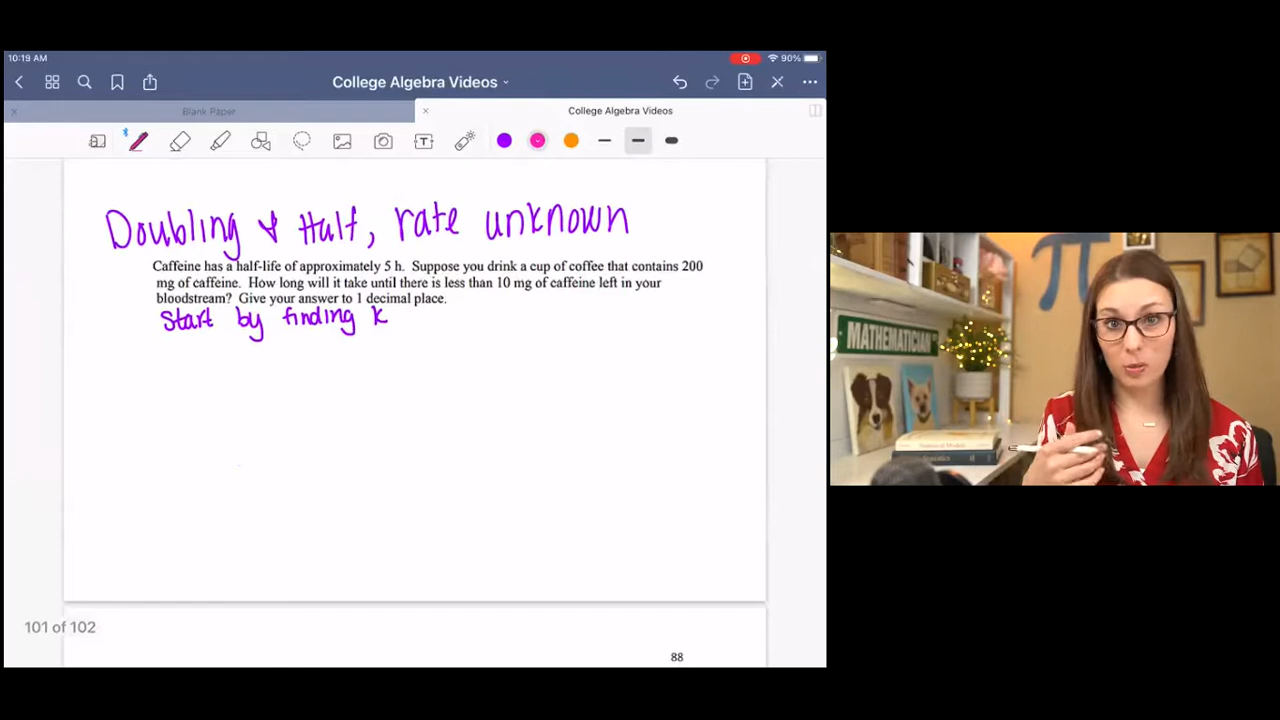 10:19 AM
90%
College Algebra Videos
Blank Paper
College Algebra Videos
Doubling & Half, rate unknown
Caffeine has a half-life of approximately 5 h. Suppose you drink a cup of coffee that contains 200
mg of caffeine. How long will it take until there is less than 10 mg of caffeine left in your
bloodstream? Give your answer to 1 decimal place.
Start by finding k
101 of 102
88
MATHEMATICIAN